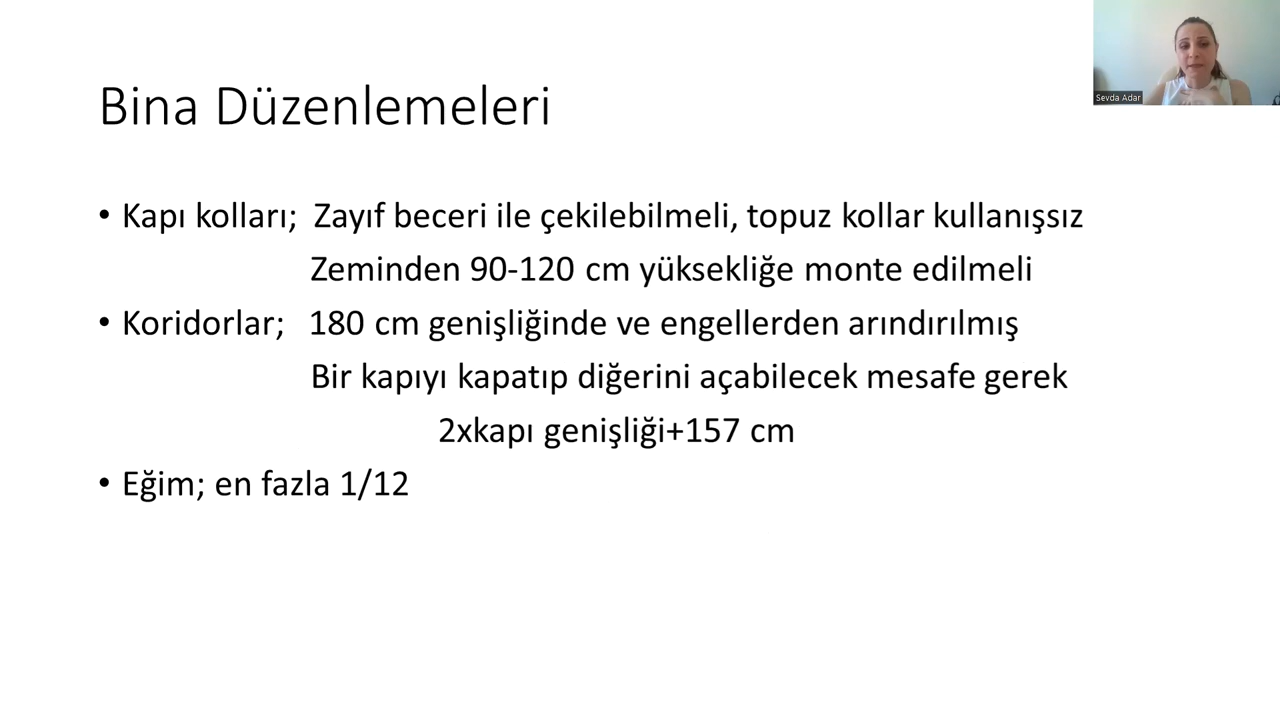 Sevda Adar
Bina Düzenlemeleri
• Kapı kolları; Zayıf beceri ile çekilebilmeli, topuz kollar kullanışsız
Zeminden 90-120 cm yüksekliğe monte edilmeli
• Koridorlar; 180 cm genişliğinde ve engellerden arındırılmış
Bir kapıyı kapatıp diğerini açabilecek mesafe gerek
2xkapı genişliği+157 cm
• Eğim; en fazla 1/12